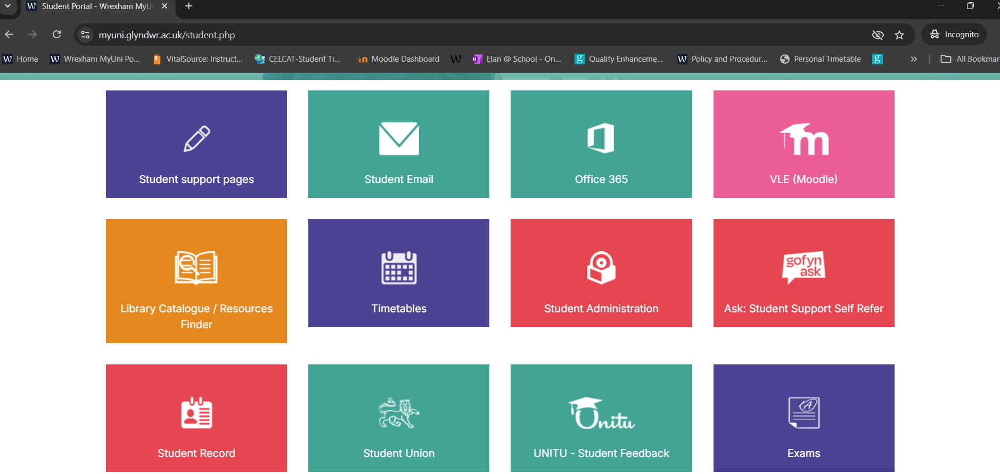 Student Portal - Wrexham MyU
myuni.glyndwr.ac.uk/student.php
Incognito
Home
Wrexham MyUni Po...
VitalSource: Instruct...
CELCAT-Student Ti...
Moodle Dashboard
Elan @ School - On...
Quality Enhanceme...
Policy and Procedur...
Personal Timetable
All Bookmar
Student support pages
Student Email
Office 365
VLE (Moodle)
gofyn
ask
Library Catalogue / Resources
Finder
Timetables
Student Administration
Ask: Student Support Self Refer
Unitu
Student Record
Student Union
UNITU - Student Feedback
Exams